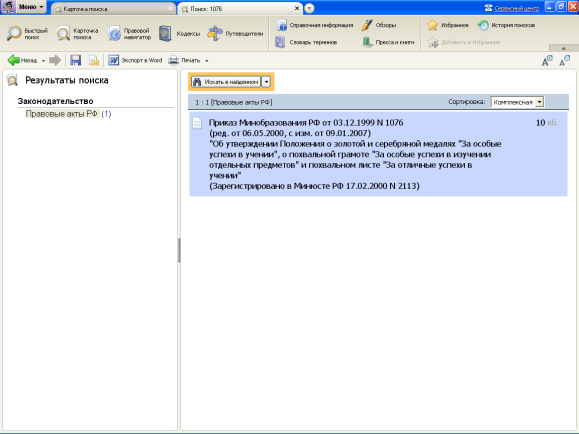 Меню
Карточка поиска
Поиск: 1076
Быстрый поиск
Карточка поиска
Правовой навигатор
Кодексы
Путеводители
Справочная информация
Словарь терминов
Обзоры
Пресса и книги
Избранное
Добавить в Избранное
История поисков
Назад
Экспорт в Word
Печать
Результаты поиска
Законодательство
Правовые акты РФ (1)
Искать в найденном
1 : 1 [Правовые акты РФ]
Сортировка: Комплексная
Приказ Минобразования РФ от 03.12.1999 N 1076
10 кб.
(ред. от 06.05.2000, с изм. от 09.01.2007)
"Об утверждении Положения о золотой и серебряной медалях "За особые
успехи в учении", о похвальной грамоте "За особые успехи в изучении
отдельных предметов" и похвальном листе "За отличные успехи в
учении"
(Зарегистрировано в Минюсте РФ 17.02.2000 N 2113)